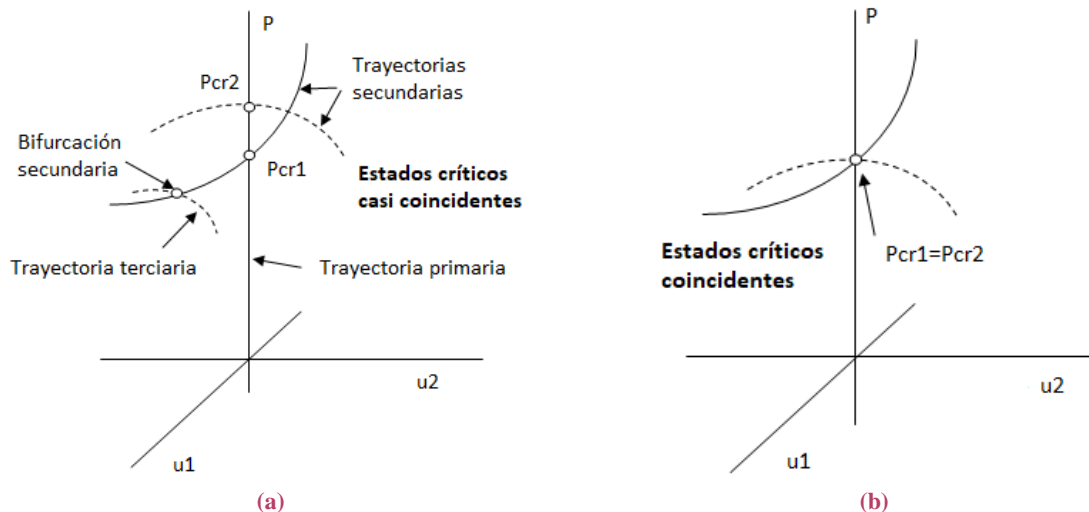 P
Trayectorias
secundarias
Pcr2
Bifurcación
secundaria
Pcr1
Estados críticos
casi coincidentes
Trayectoria terciaria
Trayectoria primaria
u2
u1
(a)
P
Estados críticos
coincidentes
Pcr1=Pcr2
u2
u1
(b)